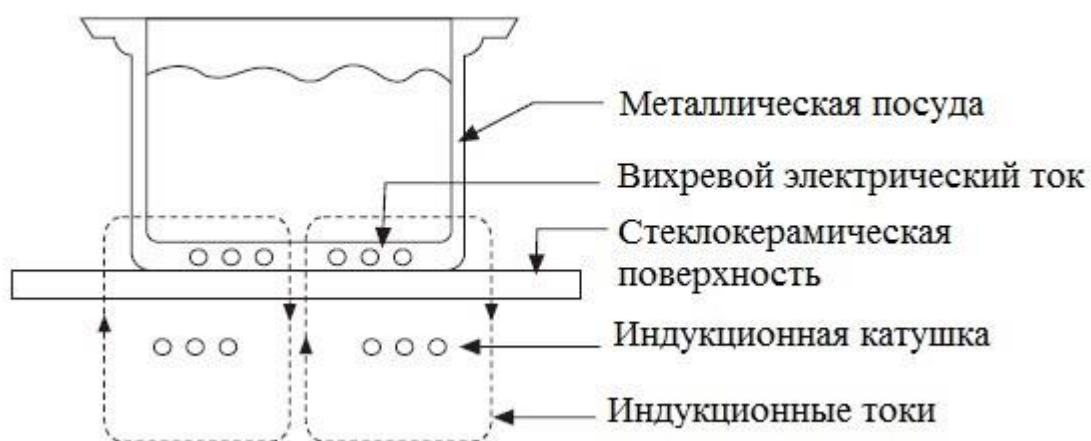 Металлическая посуда
Вихревой электрический ток
Стеклокерамическая
поверхность
Индукционная катушка
Индукционные токи